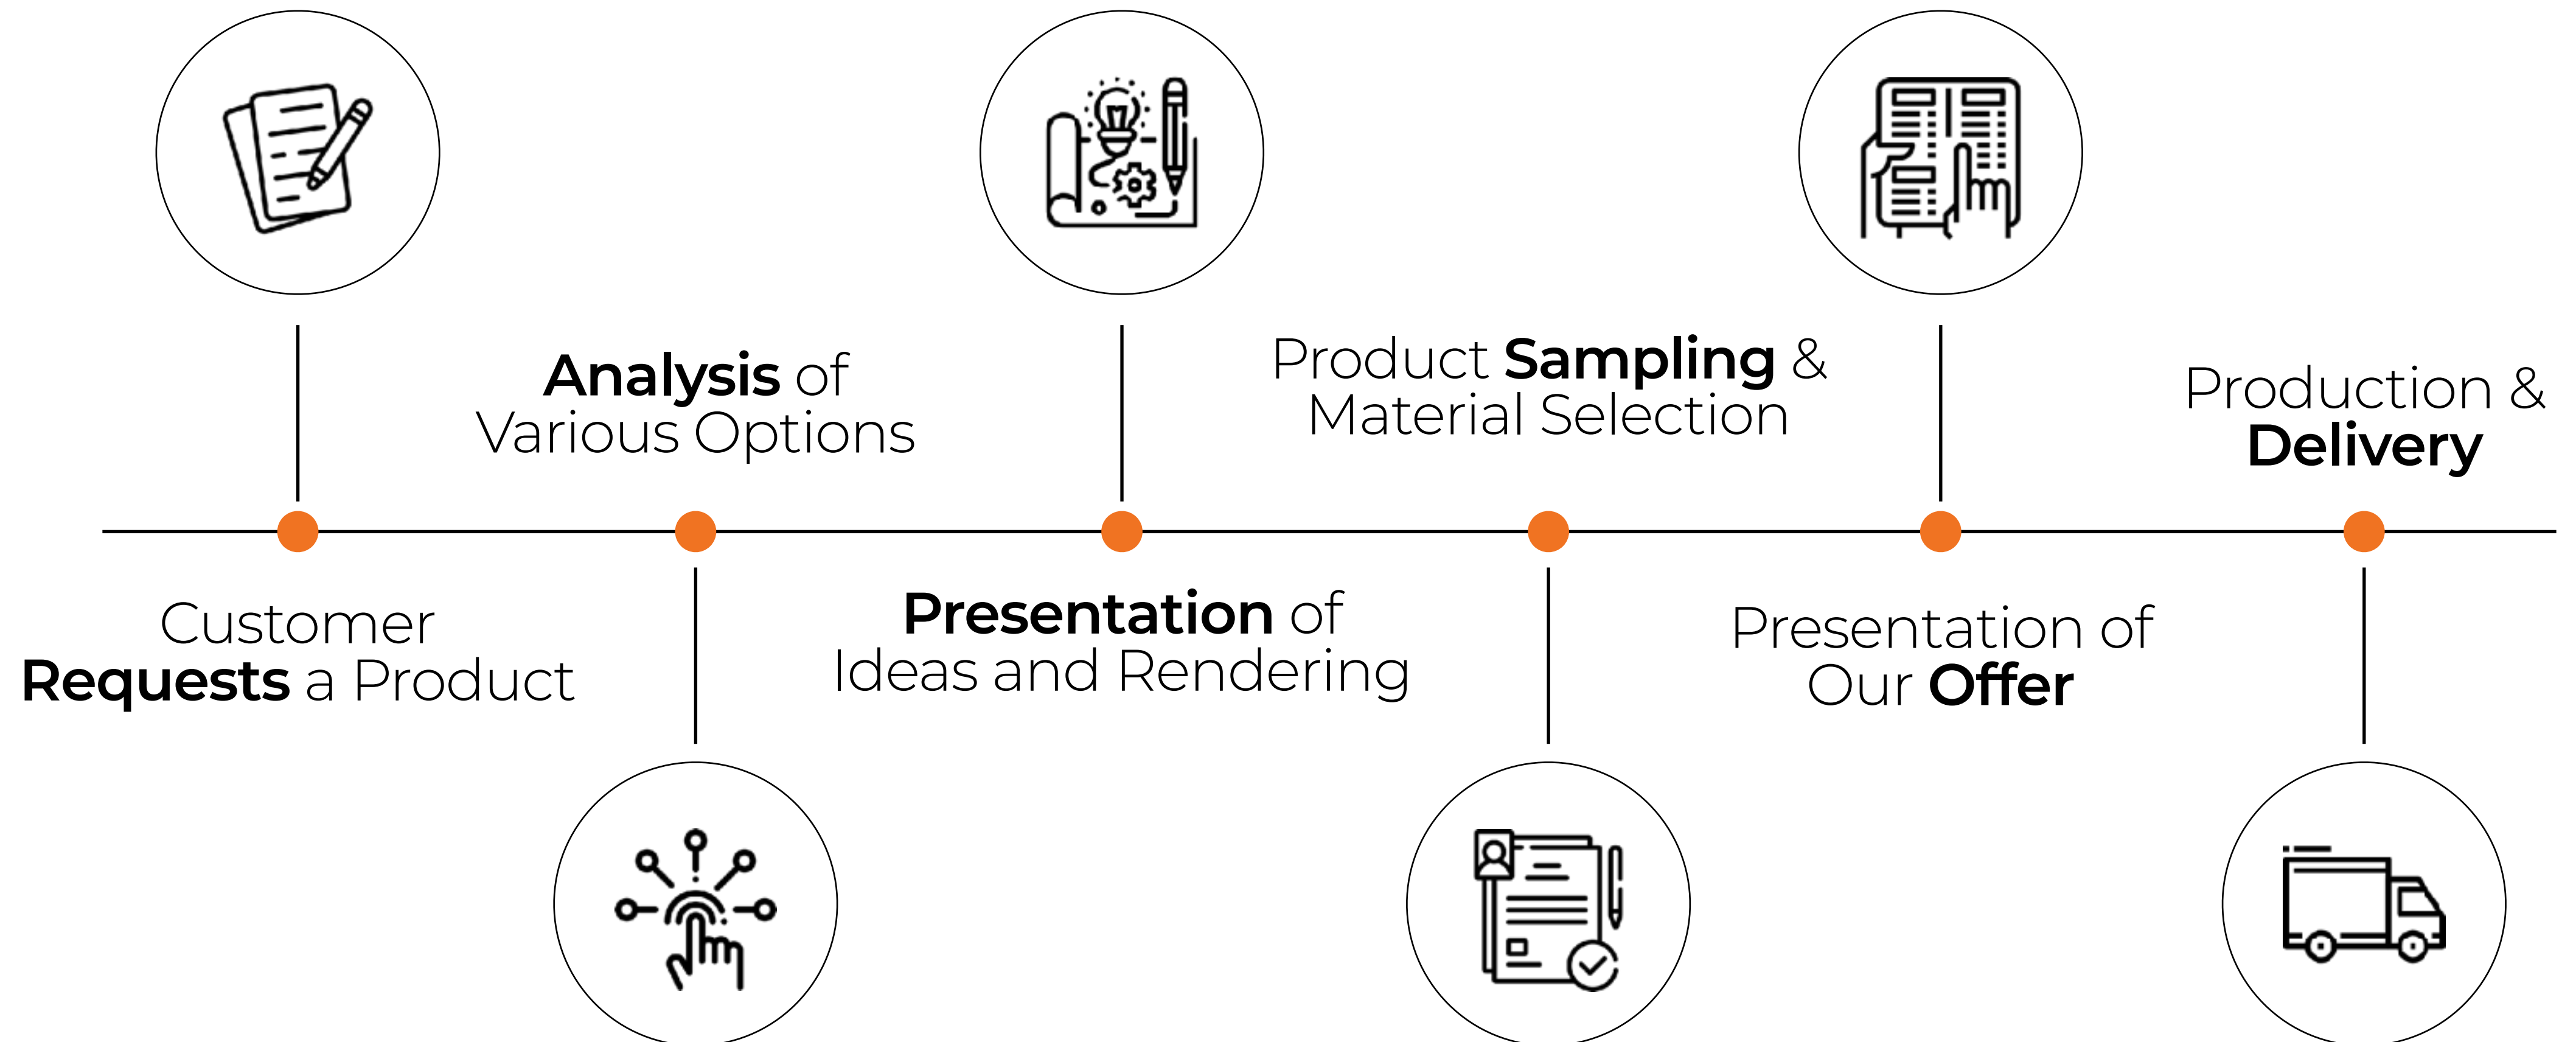 Customer
Requests a Product
Analysis of
Various Options
Presentation of
Ideas and Rendering
Product Sampling &
Material Selection
Presentation of
Our Offer
Production &
Delivery